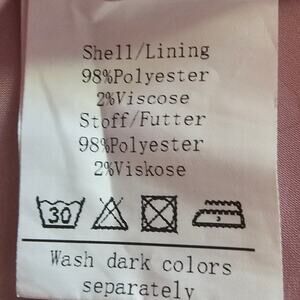 Shell/Lining
98%Polyester
2%Viscose
Stoff/Futter
98%Polyester
2%Viskose
30
Wash dark colors
separately